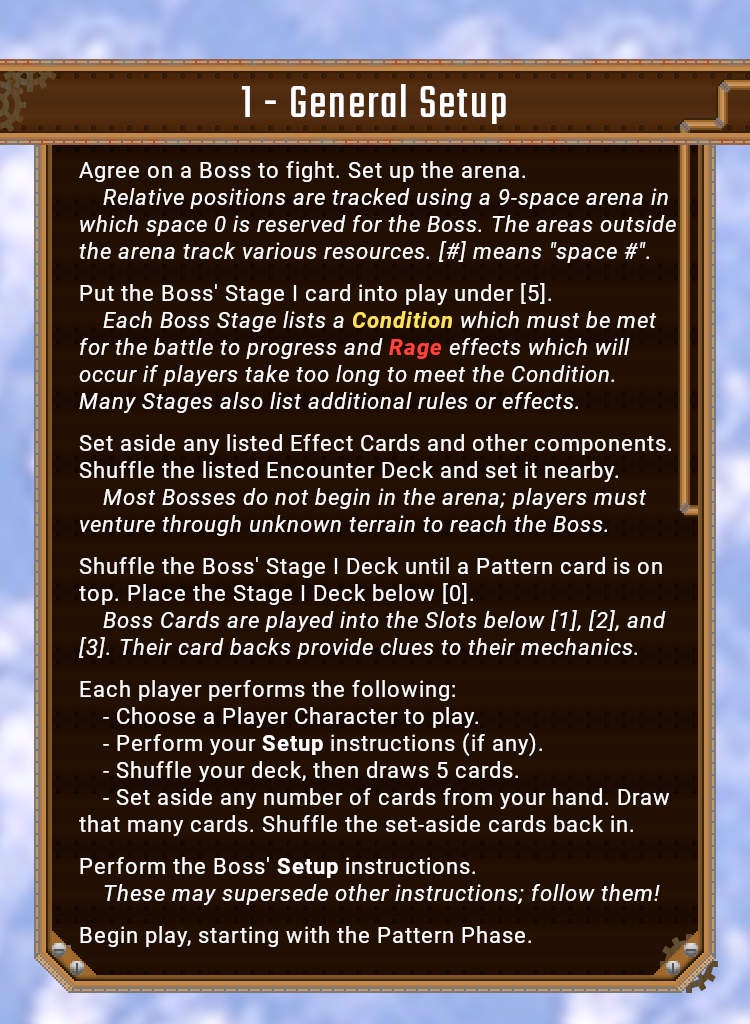 1 - General Setup
Agree on a Boss to fight. Set up the arena.
Relative positions are tracked using a 9-space arena in
which space 0 is reserved for the Boss. The areas outside
the arena track various resources. [#] means "space #".
Put the Boss' Stage I card into play under [5].
Each Boss Stage lists a Condition which must be met
for the battle to progress and Rage effects which will
occur if players take too long to meet the Condition.
Many Stages also list additional rules or effects.
Set aside any listed Effect Cards and other components.
Shuffle the listed Encounter Deck and set it nearby.
Most Bosses do not begin in the arena; players must
venture through unknown terrain to reach the Boss.
Shuffle the Boss' Stage I Deck until a Pattern card is on
top. Place the Stage I Deck below [0].
Boss Cards are played into the Slots below [1], [2], and
[3]. Their card backs provide clues to their mechanics.
Each player performs the following:
- Choose a Player Character to play.
- Perform your Setup instructions (if any).
- Shuffle your deck, then draws 5 cards.
- Set aside any number of cards from your hand. Draw
that many cards. Shuffle the set-aside cards back in.
Perform the Boss' Setup instructions.
These may supersede other instructions; follow them!
Begin play, starting with the Pattern Phase.